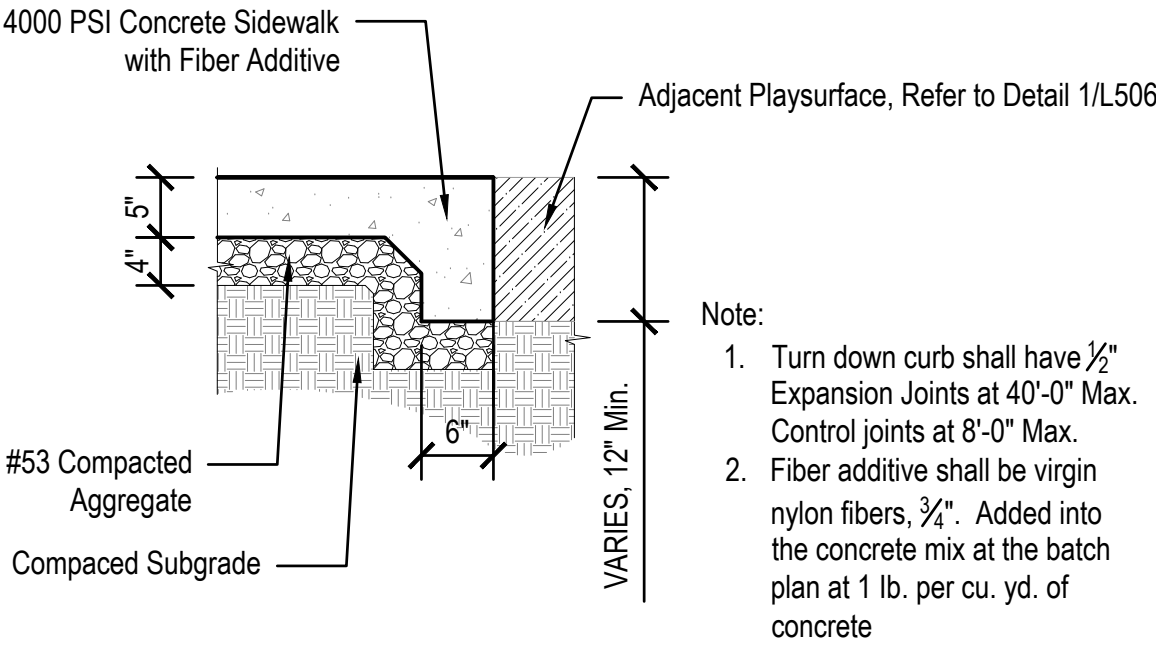 4000 PSI Concrete Sidewalk
with Fiber Additive
Adjacent Playsurface, Refer to Detail 1/L506
5"
4"
6"
VARIES, 12" Min.
#53 Compacted
Aggregate
Compaced Subgrade
Note:
1. Turn down curb shall have ½"
Expansion Joints at 40'-0" Max.
Control joints at 8'-0" Max.
2. Fiber additive shall be virgin
nylon fibers, ¾". Added into
the concrete mix at the batch
plan at 1 lb. per cu. yd. of
concrete